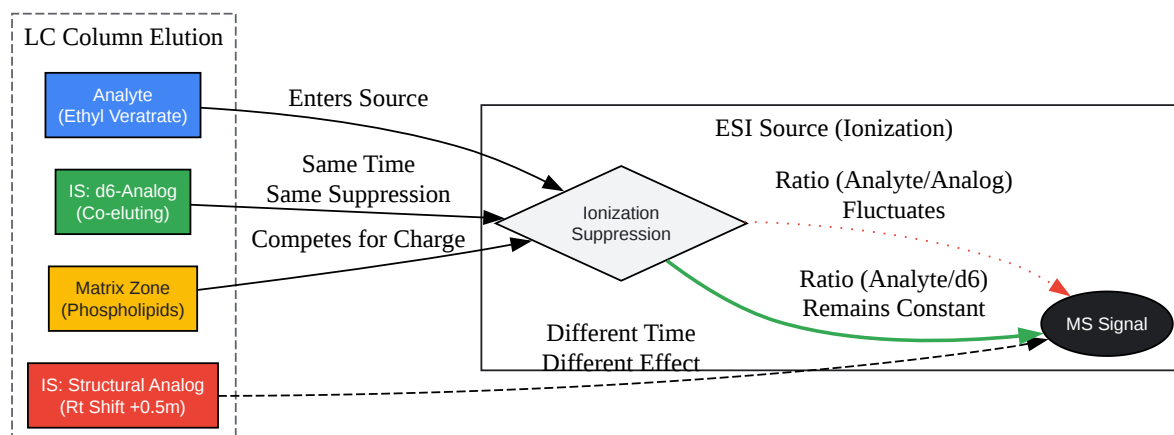 LC Column Elution
Analyte
(Ethyl Veratrate)
IS: d6-Analog
(Co-eluting)
Matrix Zone
(Phospholipids)
IS: Structural Analog
(Rt Shift +0.5m)
Enters Source
Same Time
Same Suppression
Competes for Charge
ESI Source (Ionization)
Ionization
Suppression
Ratio (Analyte/Analog)
Fluctuates
Ratio (Analyte/d6)
Remains Constant
Different Time
Different Effect
MS Signal